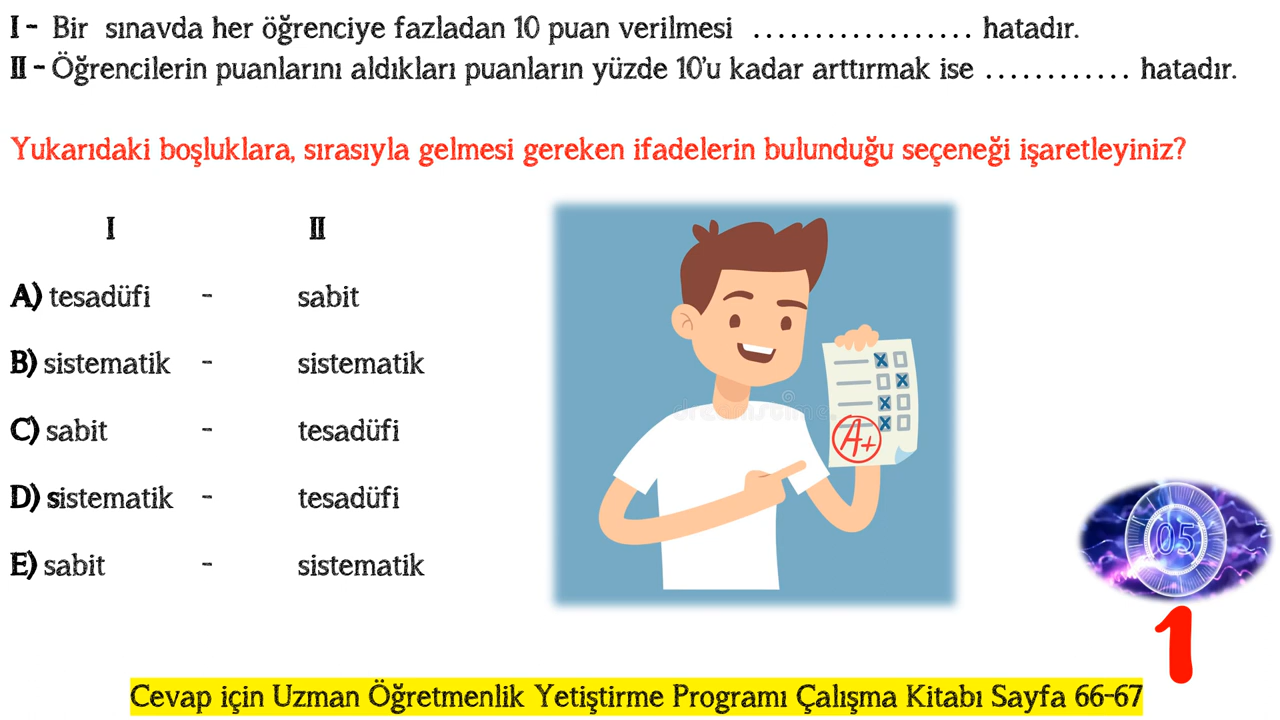 I - Bir sınavda her öğrenciye fazladan 10 puan verilmesi .................. hatadır.
II - Öğrencilerin puanlarını aldıkları puanların yüzde 10'u kadar arttırmak ise ............ hatadır.
Yukarıdaki boşluklara, sırasıyla gelmesi gereken ifadelerin bulunduğu seçeneği işaretleyiniz?
I II
A) tesadüfi - sabit
B) sistematik - sistematik
C) sabit - tesadüfi
D) sistematik - tesadüfi
E) sabit - sistematik
dreamstime.
A+
05
1
Cevap için Uzman Öğretmenlik Yetiştirme Programı Çalışma Kitabı Sayfa 66-67